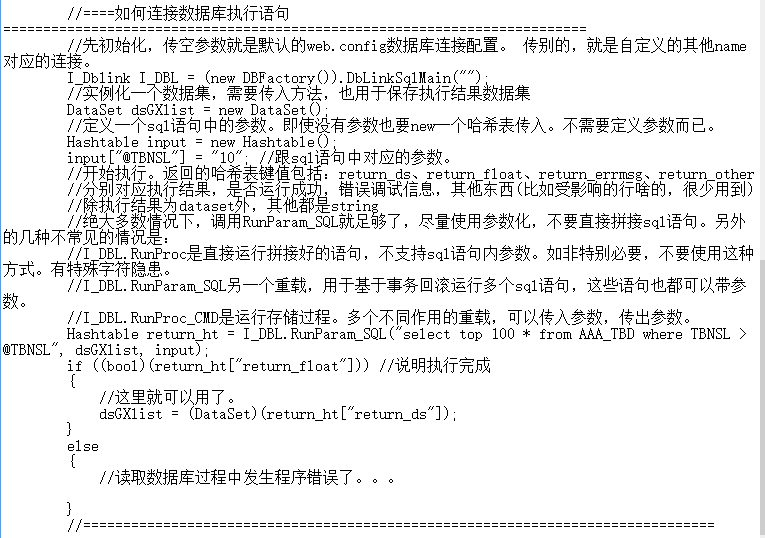 //====如何连接数据库执行语句
=========================================================================
//先初始化，传空参数就是默认的web.config数据库连接配置。 传别的，就是自定义的其他name
对应的连接。
I_Dblink I_DBL = (new DBFactory()).DbLinkSqlMain("");
//实例化一个数据集，需要传入方法，也用于保存执行结果数据集
DataSet dsGXlist = new DataSet();
//定义一个sql语句中的参数。即使没有参数也要new一个哈希表传入。不需要定义参数而已。
Hashtable input = new Hashtable();
input["@TBNSL"] = "10"; //跟sql语句中对应的参数。
//开始执行。返回的哈希表键值包括：return_ds、return_float、return_errmsg、return_other
//分别对应执行结果，是否运行成功，错误调试信息，其他东西(比如受影响的行啥的，很少用到)
//除执行结果为dataset外，其他都是string
//绝大多数情况下，调用RunParam_SQL就足够了，尽量使用参数化，不要直接拼接sql语句。另外
的几种不常见的情况是：
//I_DBL.RunProc是直接运行拼接好的语句，不支持sql语句内参数。如非特别必要，不要使用这种
方式。有特殊字符隐患。
//I_DBL.RunParam_SQL另一个重载，用于基于事务回滚运行多个sql语句，这些语句也都可以带参
数。
//I_DBL.RunProc_CMD是运行存储过程。多个不同作用的重载，可以传入参数，传出参数。
Hashtable return_ht = I_DBL.RunParam_SQL("select top 100 * from AAA_TBD where TBNSL >
@TBNSL", dsGXlist, input);
if ((bool)(return_ht["return_float"])) //说明执行完成
{
//这里就可以用了。
dsGXlist = (DataSet)(return_ht["return_ds"]);
}
else
{
//读取数据库过程中发生程序错误了。。。
}
//===============================================================================